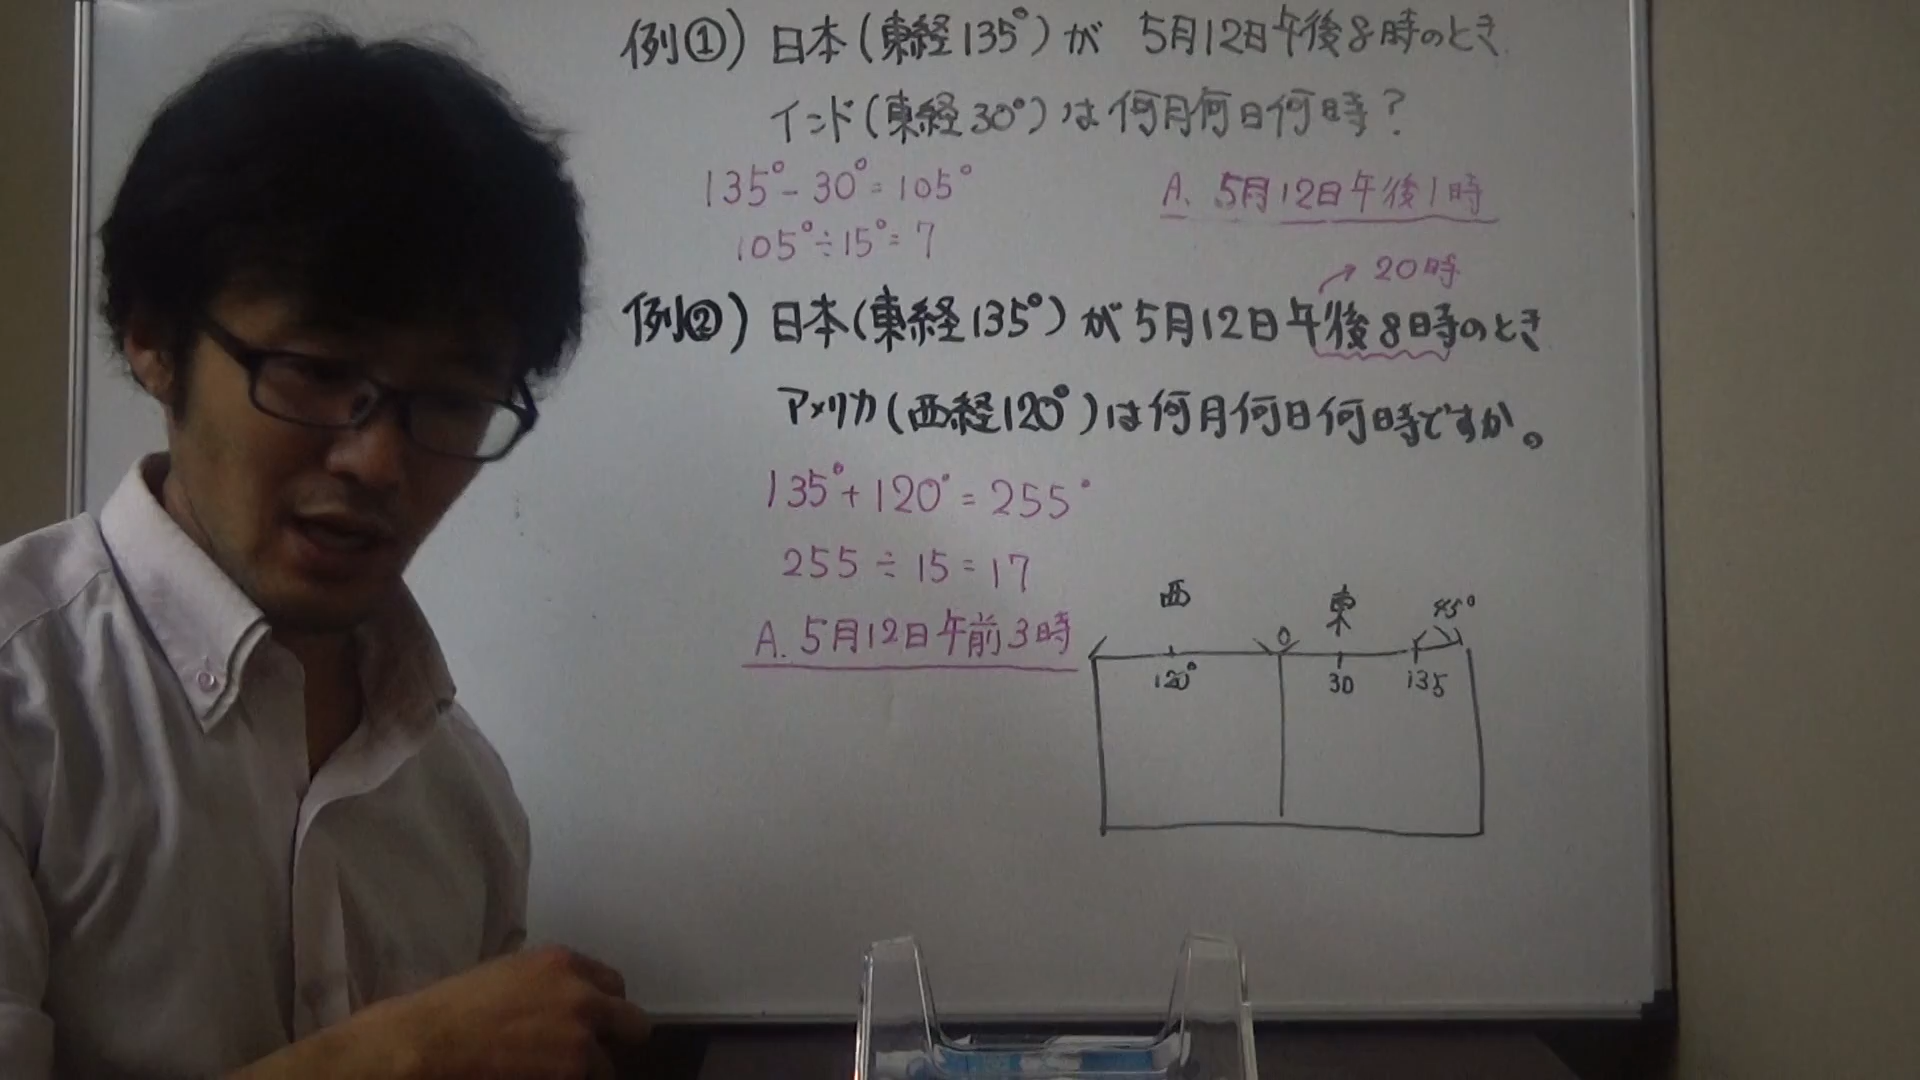 例①) 日本(東経135°)が 5月12日午後8時のとき
インド(東経30°)は何月何日何時?
135°-30°=105°
A. 5月12日午後1時
105°÷15°=7
→20時
例②) 日本(東経135°)が5月12日午後8時のとき
アメリカ(西経120°)は何月何日何時ですか。
135°+120°=255°
255÷15=17
A. 5月12日午前3時
西 0 東 45°
120° 30 135